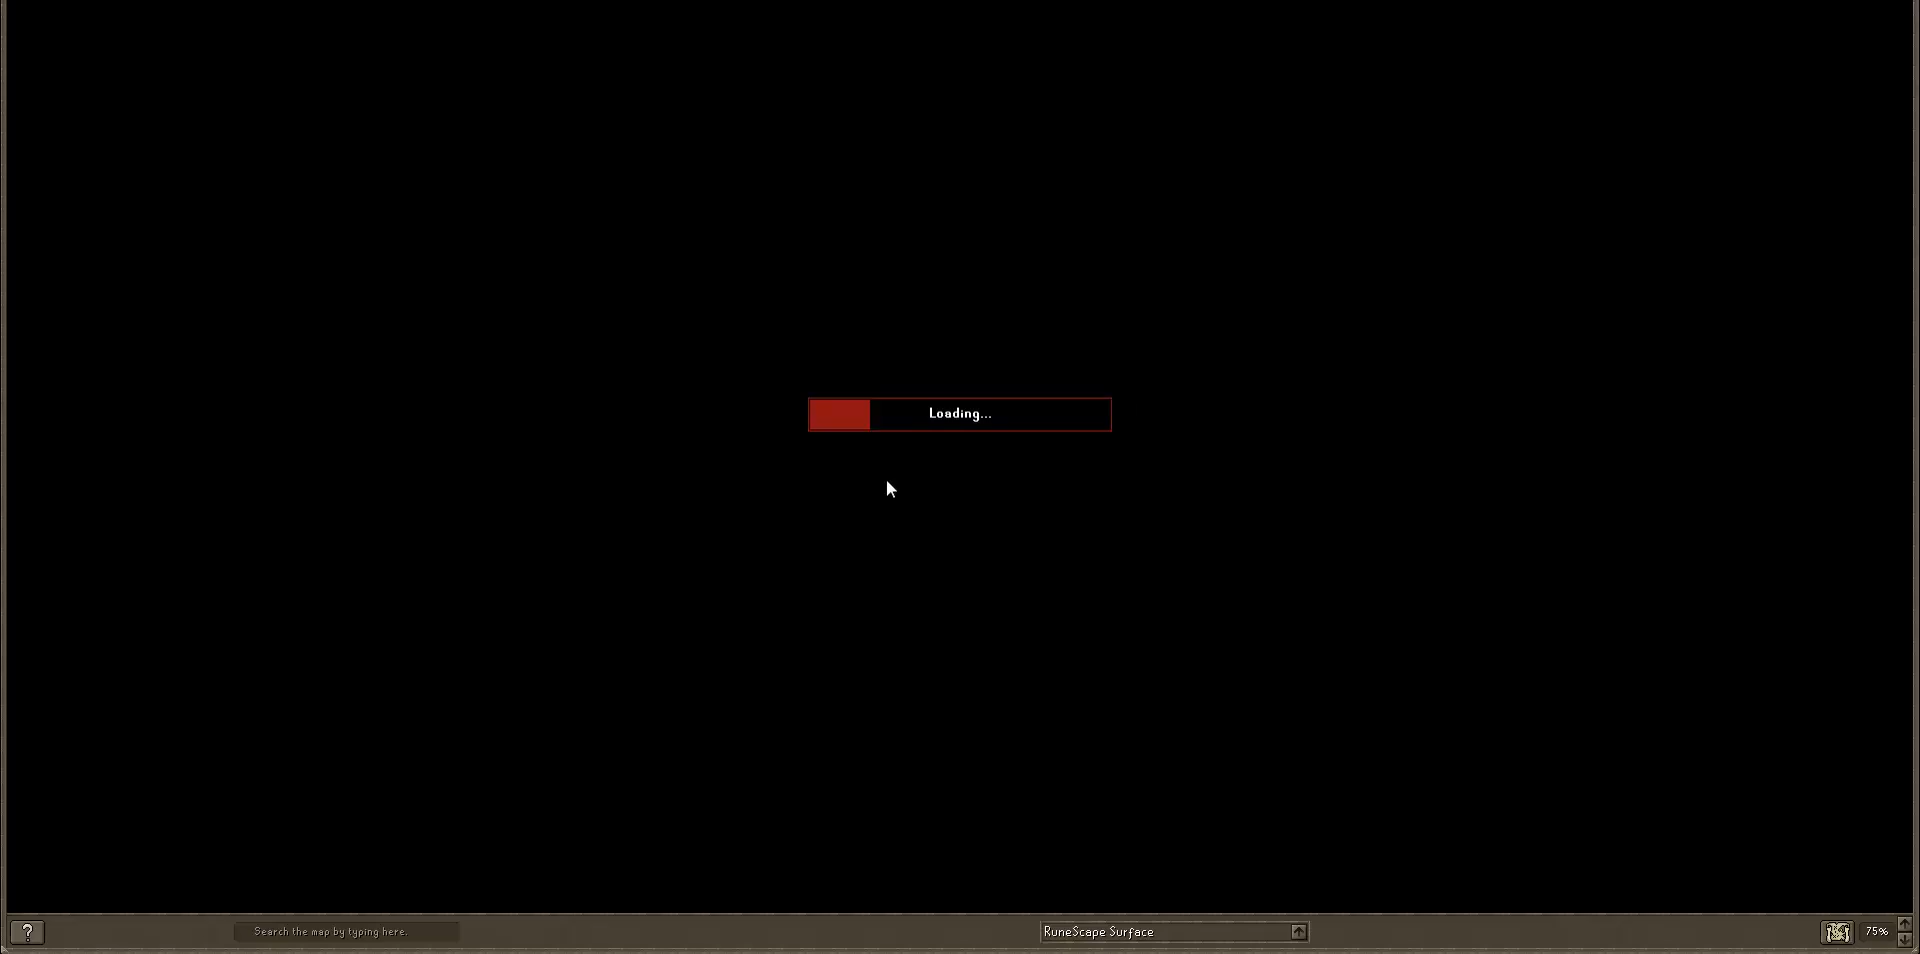 Loading...
?
Search the map by typing here.
RuneScape Surface
75%